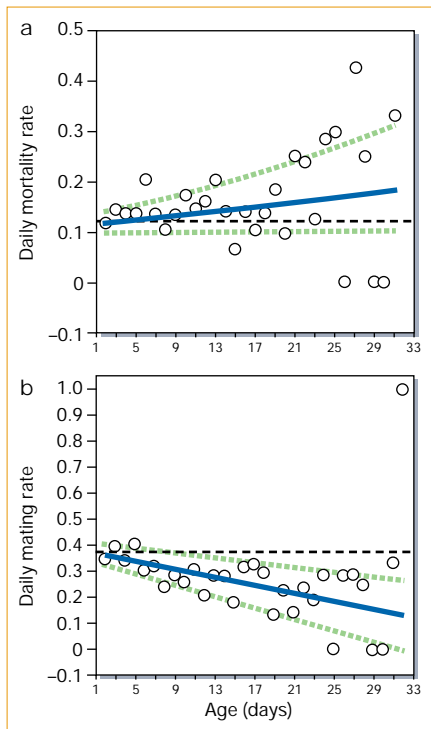 a
0.5
0.4
0.3
0.2
0.1
0
–0.1
Daily mortality rate
1 5 9 13 17 21 25 29 33
b
1.0
0.9
0.8
0.7
0.6
0.5
0.4
0.3
0.2
0.1
0
–0.1
Daily mating rate
1 5 9 13 17 21 25 29 33
Age (days)